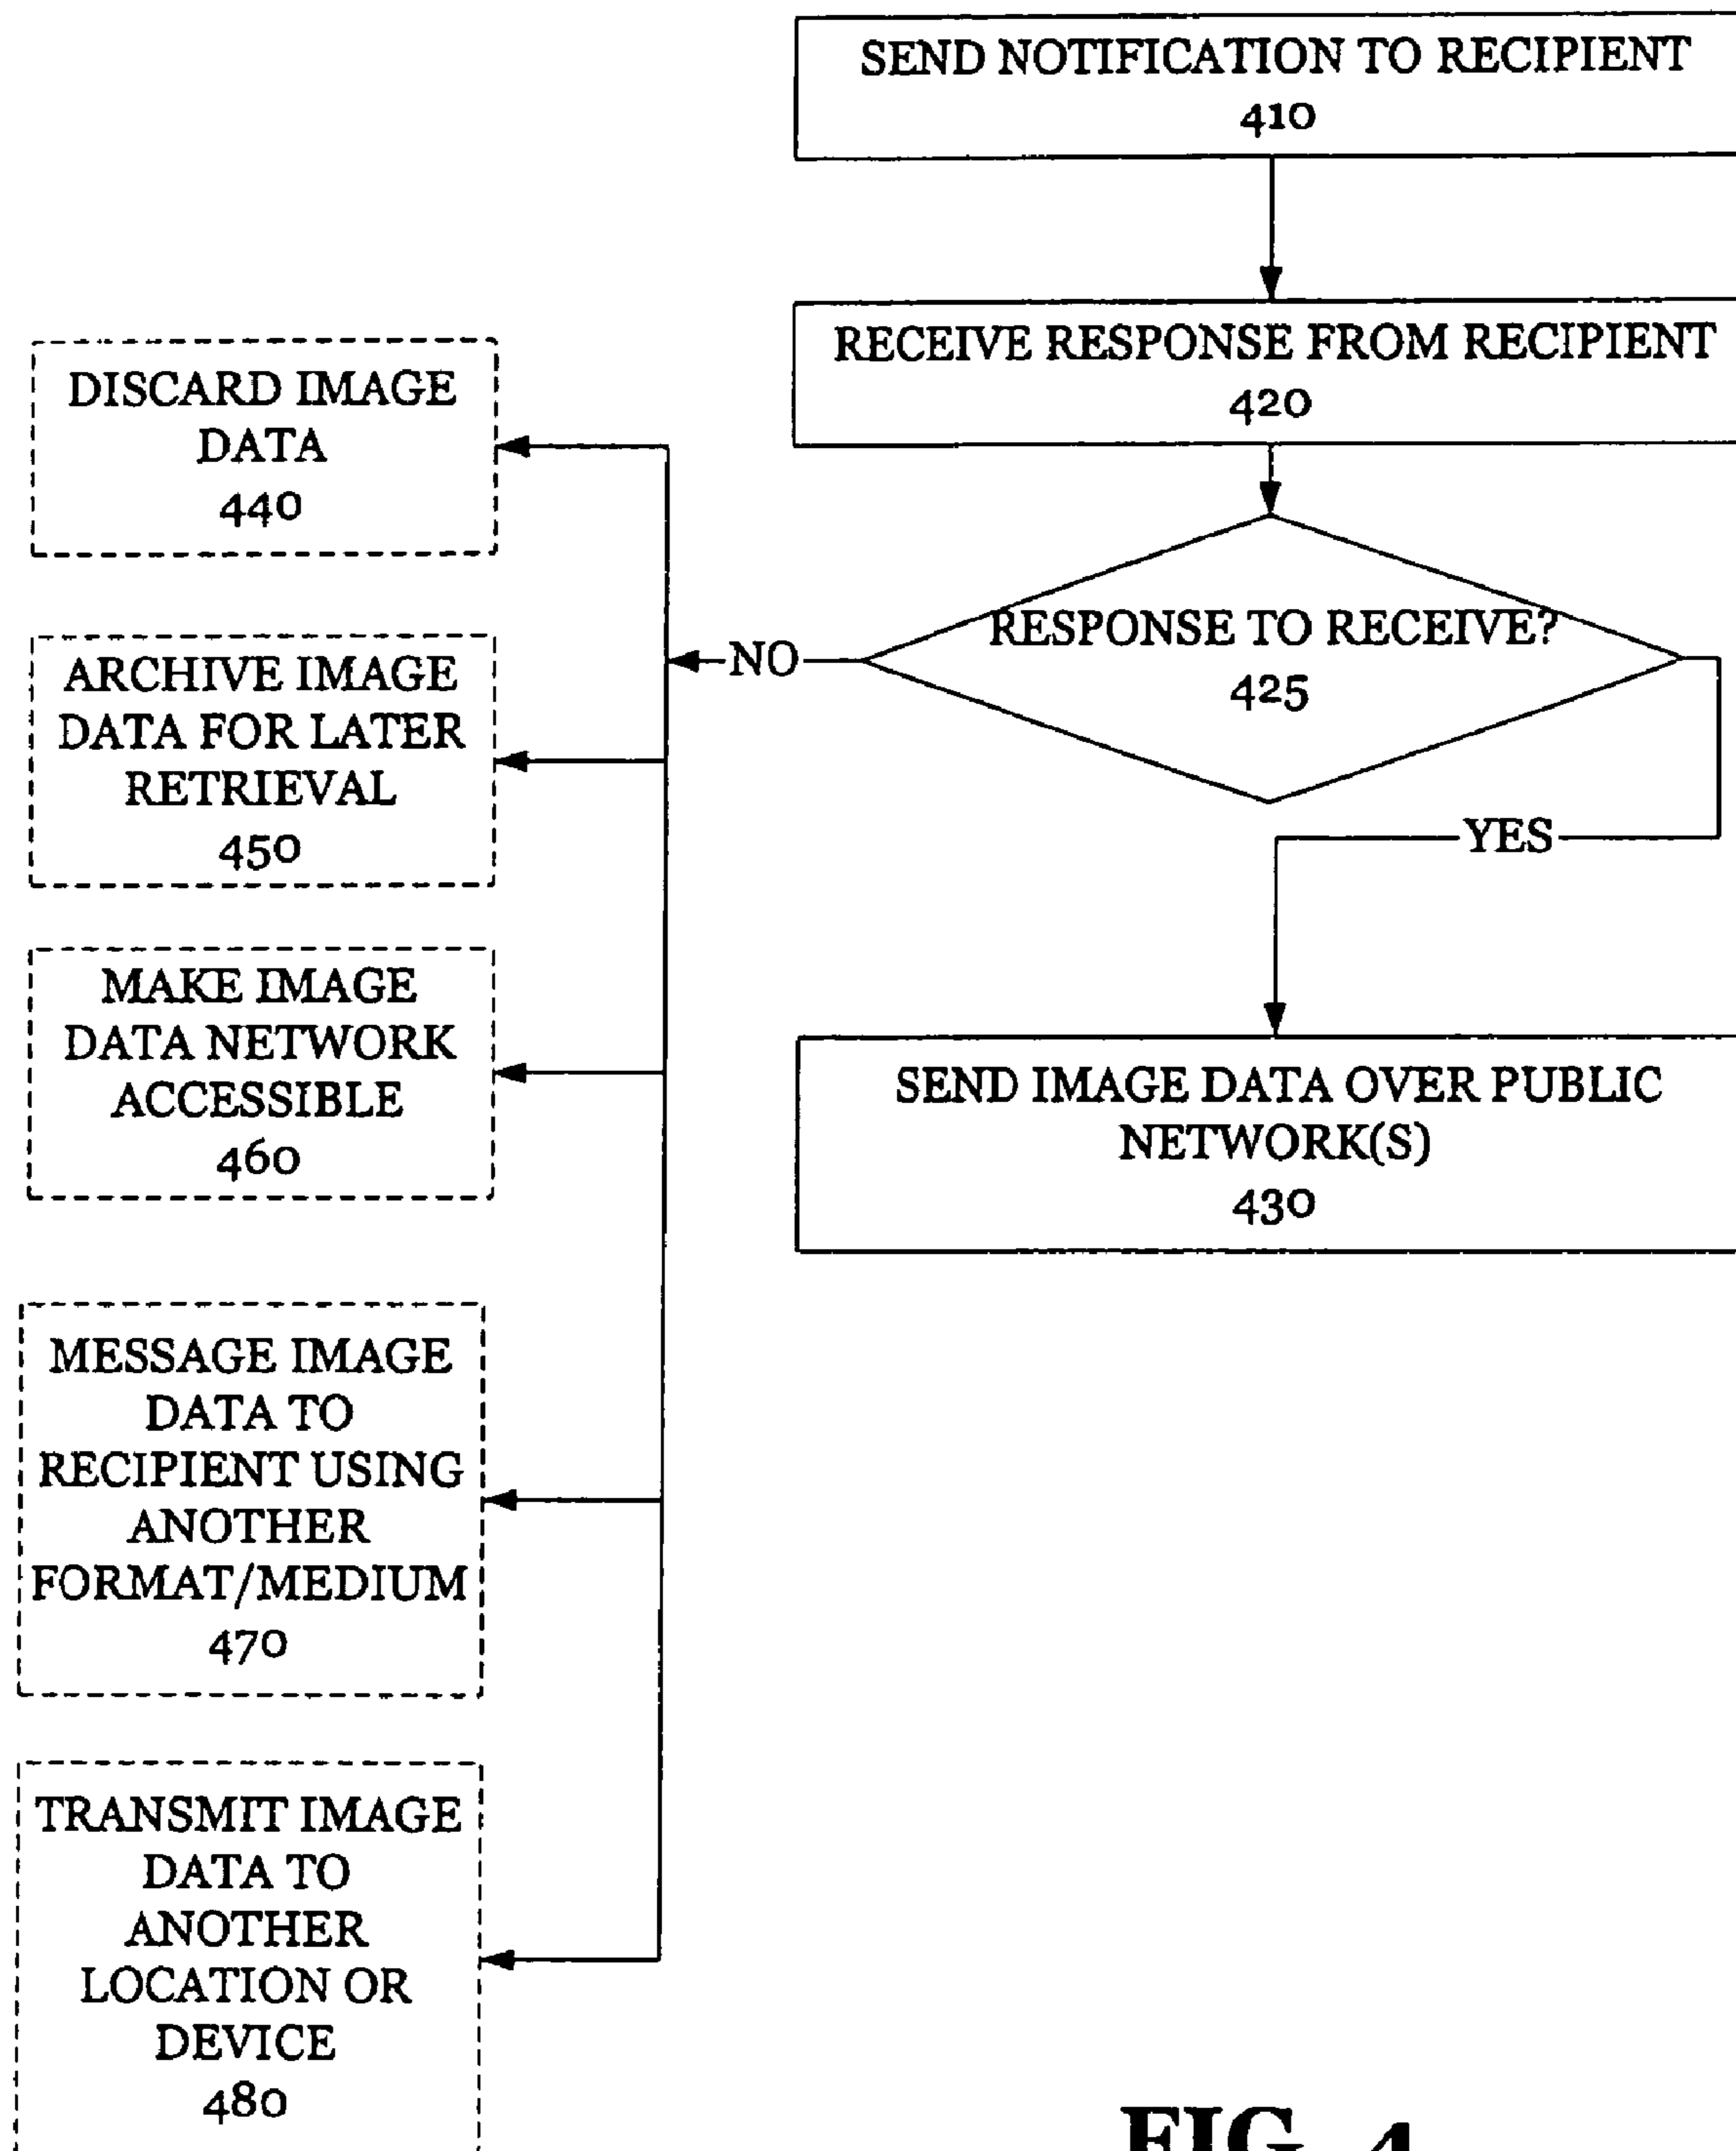 SEND NOTIFICATION TO RECIPIENT
410
RECEIVE RESPONSE FROM RECIPIENT
420
RESPONSE TO RECEIVE?
425
NO
YES
SEND IMAGE DATA OVER PUBLIC
NETWORK(S)
430
DISCARD IMAGE
DATA
440
ARCHIVE IMAGE
DATA FOR LATER
RETRIEVAL
450
MAKE IMAGE
DATA NETWORK
ACCESSIBLE
460
MESSAGE IMAGE
DATA TO
RECIPIENT USING
ANOTHER
FORMAT/MEDIUM
470
TRANSMIT IMAGE
DATA TO
ANOTHER
LOCATION OR
DEVICE
480
FIG. 4